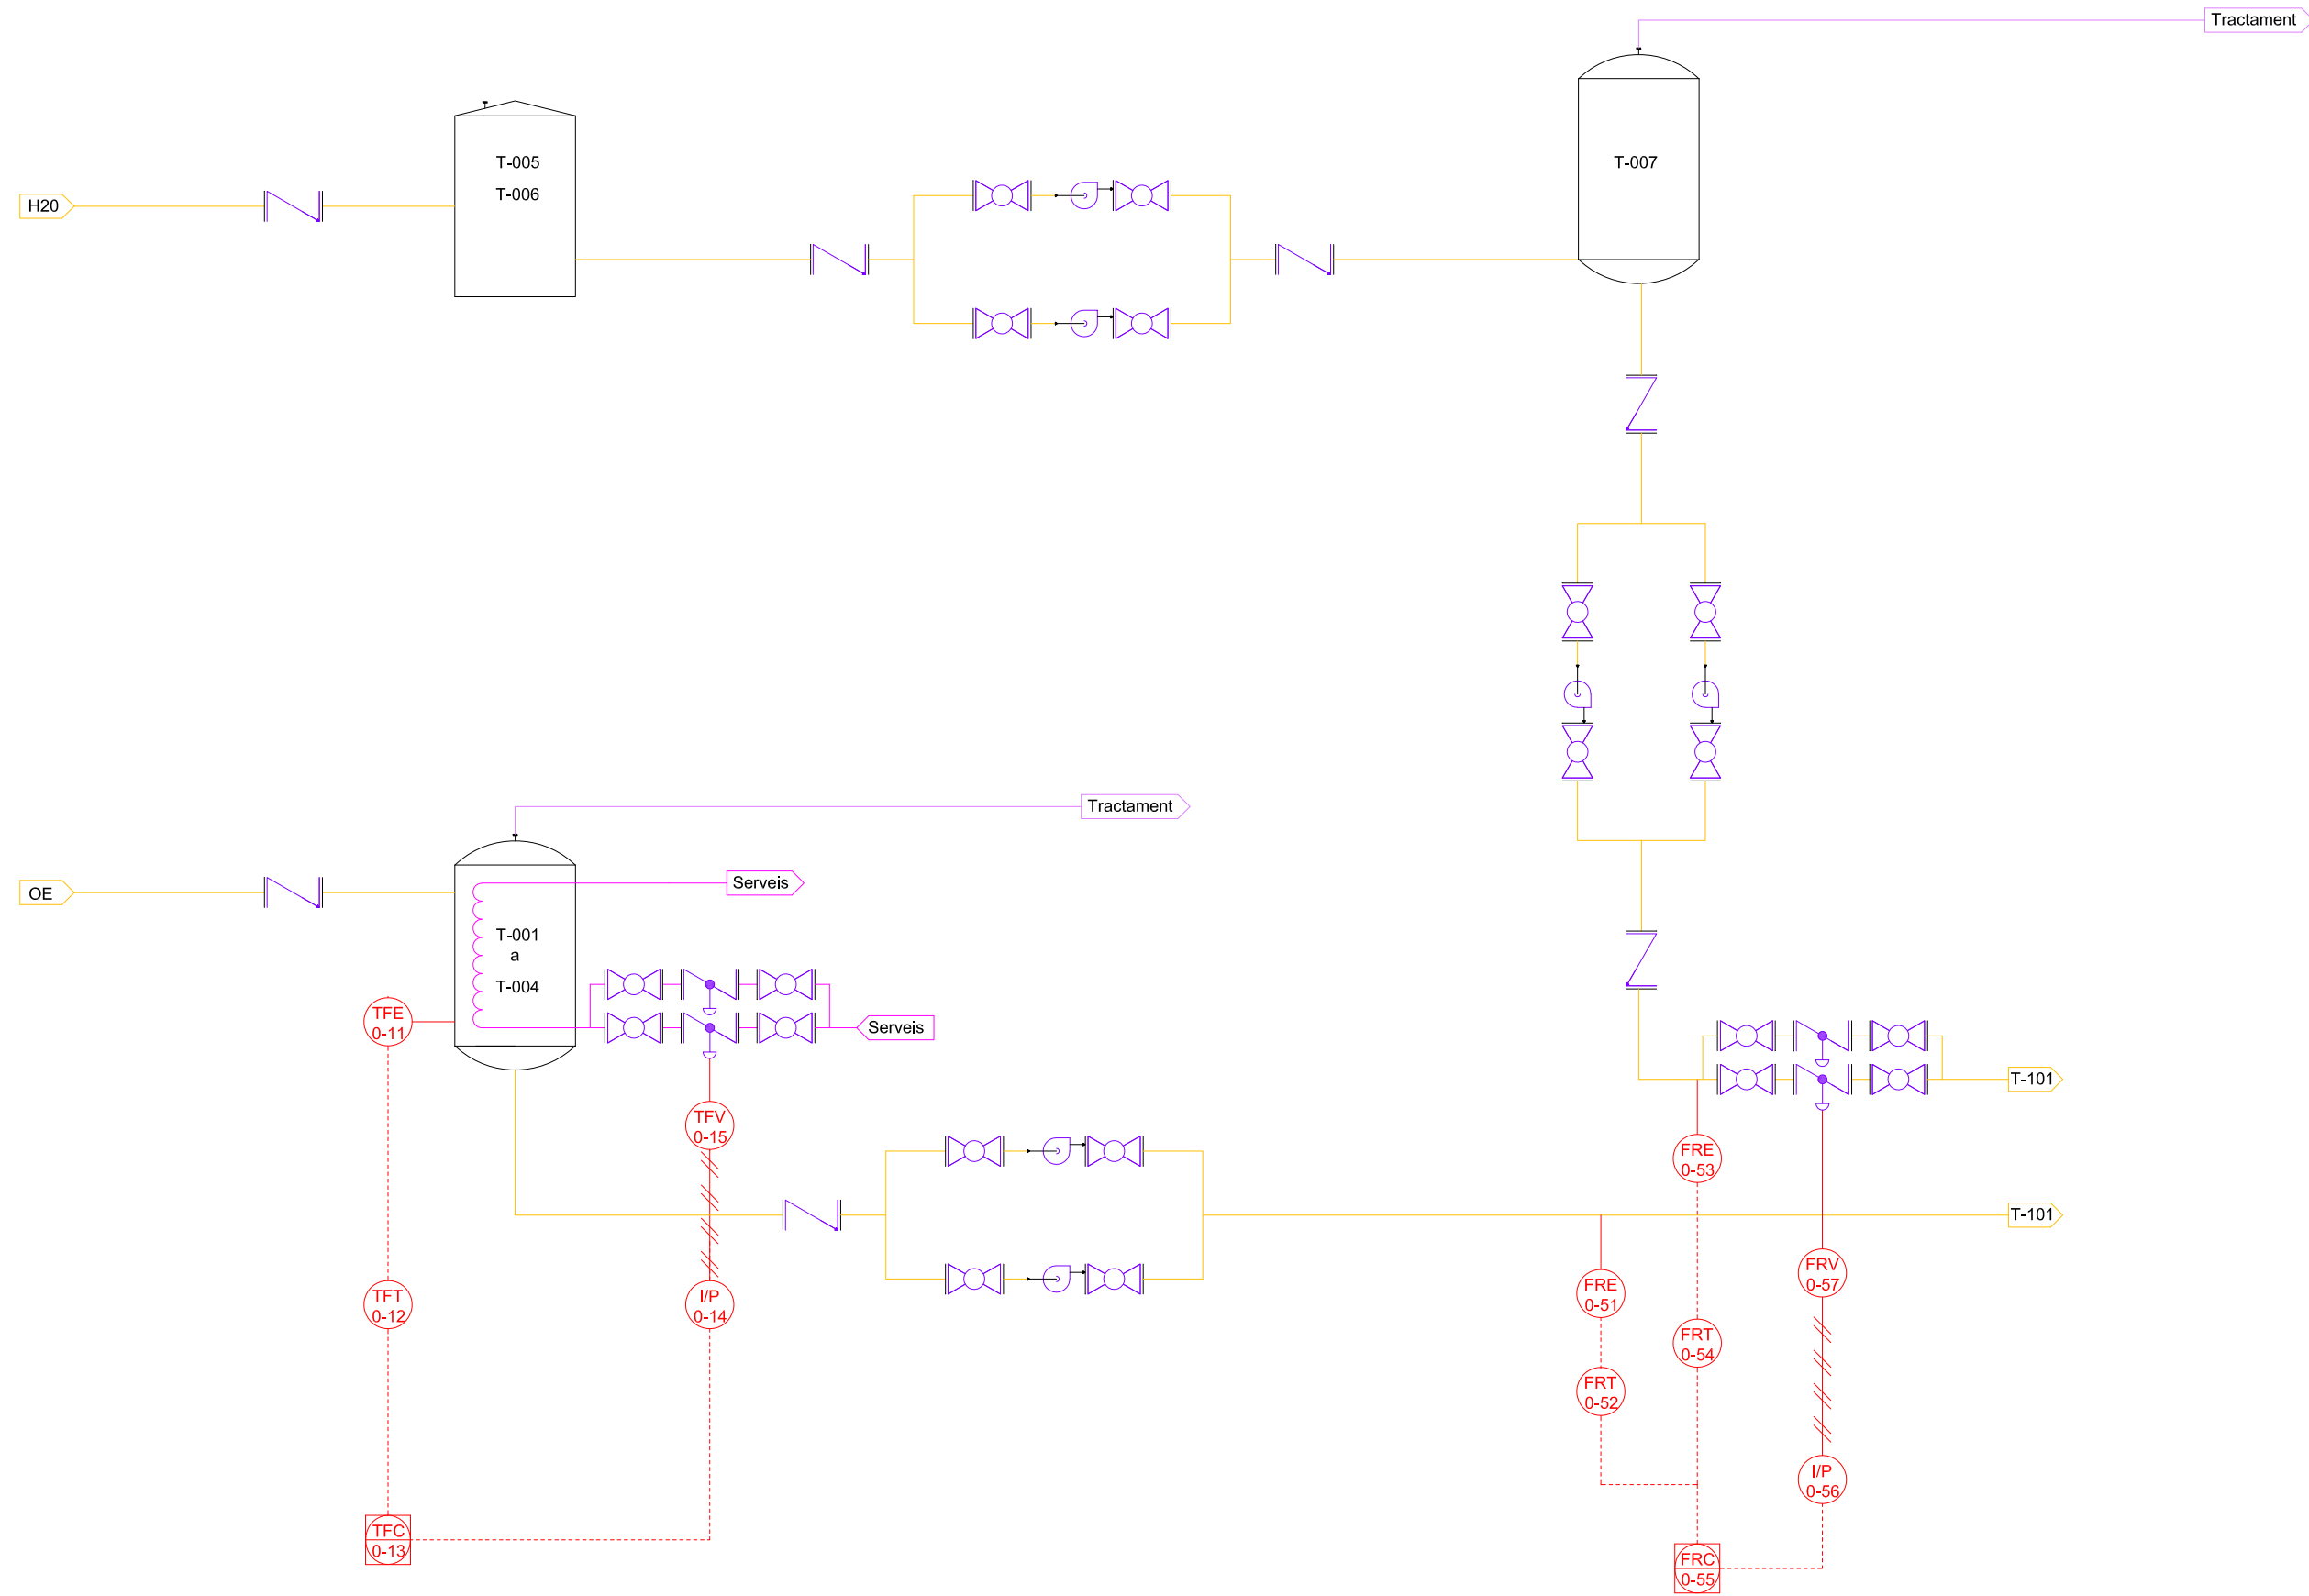 Tractament
T-005
T-006
T-007
H20
Tractament
OE
Serveis
T-001
a
T-004
Serveis
TFE
0-11
T-101
TFV
0-15
FRE
0-53
T-101
TFT
0-12
I/P
0-14
FRE
0-51
FRV
0-57
FRT
0-54
FRT
0-52
I/P
0-56
TFC
0-13
FRC
0-55